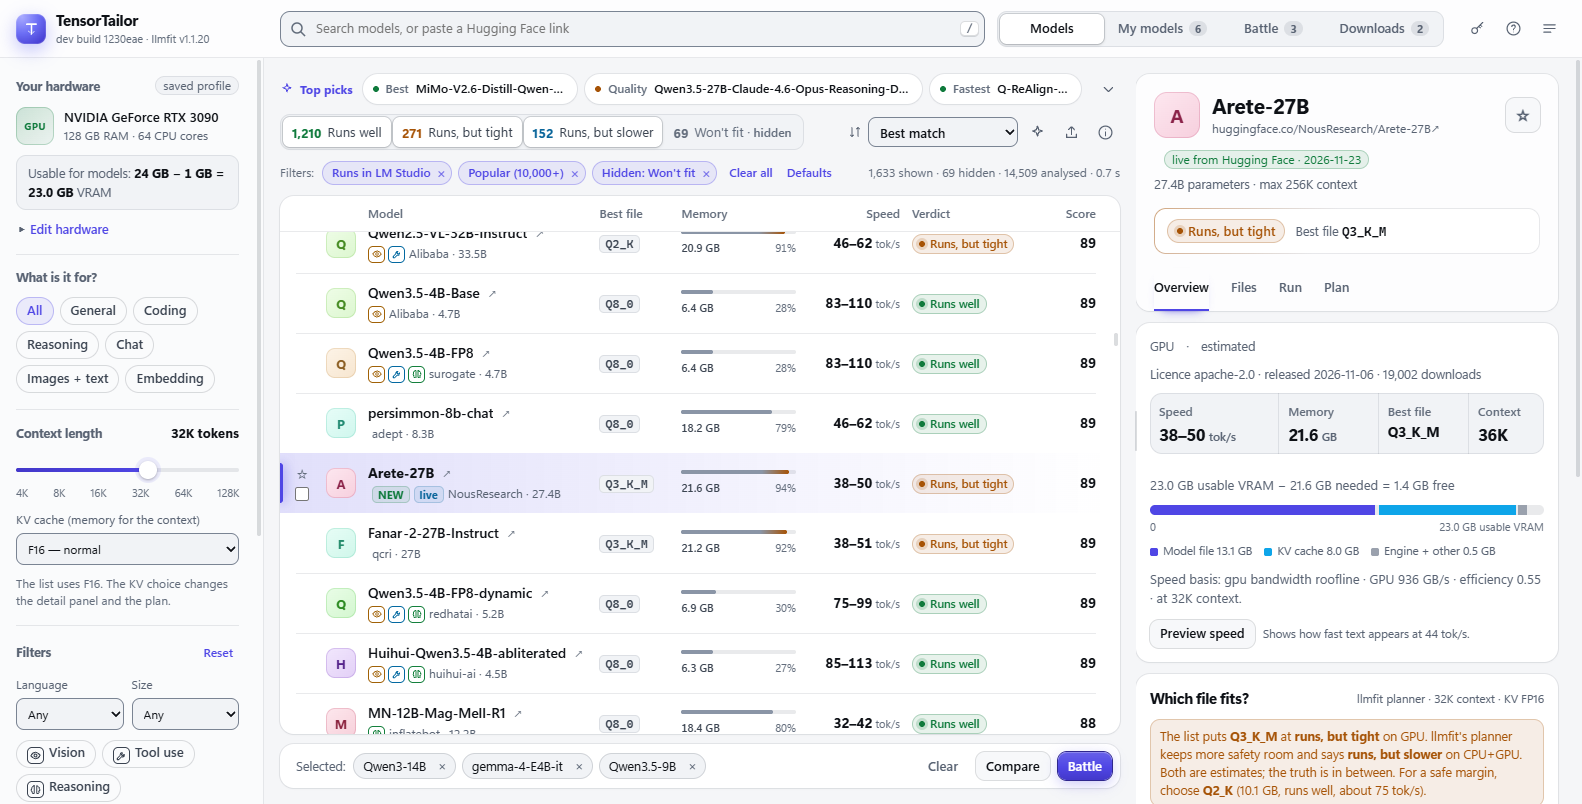 TensorTailor
dev build 1230eae · llmfit v1.1.20
Search models, or paste a Hugging Face link
/
Models
My models 6
Battle 3
Downloads 2
Your hardware
saved profile
GPU
NVIDIA GeForce RTX 3090
128 GB RAM · 64 CPU cores
Usable for models: 24 GB − 1 GB =
23.0 GB VRAM
Edit hardware
What is it for?
All
General
Coding
Reasoning
Chat
Images + text
Embedding
Context length
32K tokens
4K 8K 16K 32K 64K 128K
KV cache (memory for the context)
F16 — normal
The list uses F16. The KV choice changes
the detail panel and the plan.
Filters
Reset
Language
Size
Any
Any
Vision
Tool use
Reasoning
Top picks
Best MiMo-V2.6-Distill-Qwen-...
Quality Qwen3.5-27B-Claude-4.6-Opus-Reasoning-D...
Fastest Q-ReAlign-...
1,210 Runs well
271 Runs, but tight
152 Runs, but slower
69 Won't fit · hidden
Best match
Filters:
Runs in LM Studio ×
Popular (10,000+) ×
Hidden: Won't fit ×
Clear all
Defaults
1,633 shown · 69 hidden · 14,509 analysed · 0.7 s
Model Best file Memory Speed Verdict Score
Q Qwen2.5-VL-32B-Instruct ↗
Alibaba · 33.5B
Q2_K
20.9 GB 91%
46–62 tok/s
Runs, but tight
89
Q Qwen3.5-4B-Base ↗
Alibaba · 4.7B
Q8_0
6.4 GB 28%
83–110 tok/s
Runs well
89
Q Qwen3.5-4B-FP8 ↗
surogate · 4.7B
Q8_0
6.4 GB 28%
83–110 tok/s
Runs well
89
P persimmon-8b-chat ↗
adept · 8.3B
Q8_0
18.2 GB 79%
46–62 tok/s
Runs well
89
A Arete-27B ↗
NEW live NousResearch · 27.4B
Q3_K_M
21.6 GB 94%
38–50 tok/s
Runs, but tight
89
F Fanar-2-27B-Instruct ↗
qcri · 27B
Q3_K_M
21.2 GB 92%
38–51 tok/s
Runs, but tight
89
Q Qwen3.5-4B-FP8-dynamic ↗
redhatai · 5.2B
Q8_0
6.9 GB 30%
75–99 tok/s
Runs well
89
H Huihui-Qwen3.5-4B-abliterated ↗
huihui-ai · 4.5B
Q8_0
6.3 GB 27%
85–113 tok/s
Runs well
89
M MN-12B-Mag-Mell-R1 ↗
inflatebot · 12.2B
Q8_0
18.4 GB 80%
32–42 tok/s
Runs well
88
Selected:
Qwen3-14B ×
gemma-4-E4B-it ×
Qwen3.5-9B ×
Clear
Compare
Battle
A
Arete-27B
huggingface.co/NousResearch/Arete-27B↗
live from Hugging Face · 2026-11-23
27.4B parameters · max 256K context
Runs, but tight
Best file Q3_K_M
Overview Files Run Plan
GPU · estimated
Licence apache-2.0 · released 2026-11-06 · 19,002 downloads
Speed
38–50 tok/s
Memory
21.6 GB
Best file
Q3_K_M
Context
36K
23.0 GB usable VRAM − 21.6 GB needed = 1.4 GB free
0 23.0 GB usable VRAM
Model file 13.1 GB
KV cache 8.0 GB
Engine + other 0.5 GB
Speed basis: gpu bandwidth roofline · GPU 936 GB/s · efficiency 0.55
· at 32K context.
Preview speed
Shows how fast text appears at 44 tok/s.
Which file fits?
llmfit planner · 32K context · KV FP16
The list puts Q3_K_M at runs, but tight on GPU. llmfit's planner
keeps more safety room and says runs, but slower on CPU+GPU.
Both are estimates; the truth is in between. For a safe margin,
choose Q2_K (10.1 GB, runs well, about 75 tok/s).